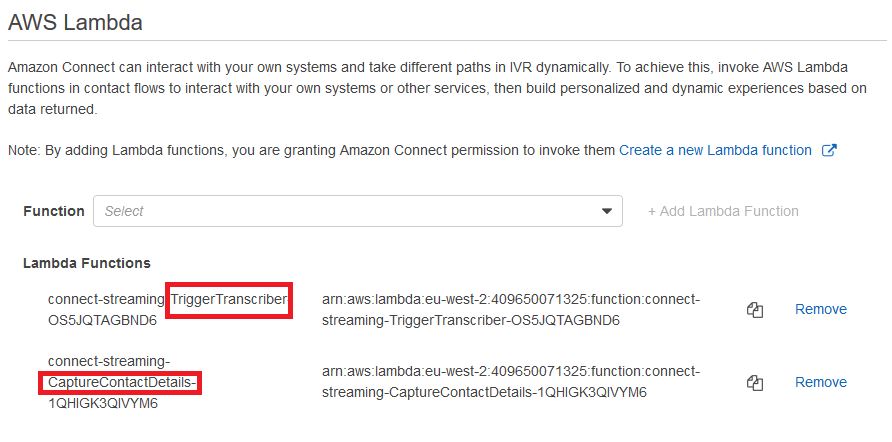 AWS Lambda
Amazon Connect can interact with your own systems and take different paths in IVR dynamically. To achieve this, invoke AWS Lambda
functions in contact flows to interact with your own systems or other services, then build personalized and dynamic experiences based on
data returned.
Note: By adding Lambda functions, you are granting Amazon Connect permission to invoke them Create a new Lambda function
Function Select + Add Lambda Function
Lambda Functions
connect-streaming-TriggerTranscriber- arn:aws:lambda:eu-west-2:409650071325:function:connect-
OS5JQTAGBND6 streaming-TriggerTranscriber-OS5JQTAGBND6 Remove
connect-streaming- arn:aws:lambda:eu-west-2:409650071325:function:connect-
CaptureContactDetails- streaming-CaptureContactDetails-1QHIGK3QIVYM6 Remove
1QHIGK3QIVYM6